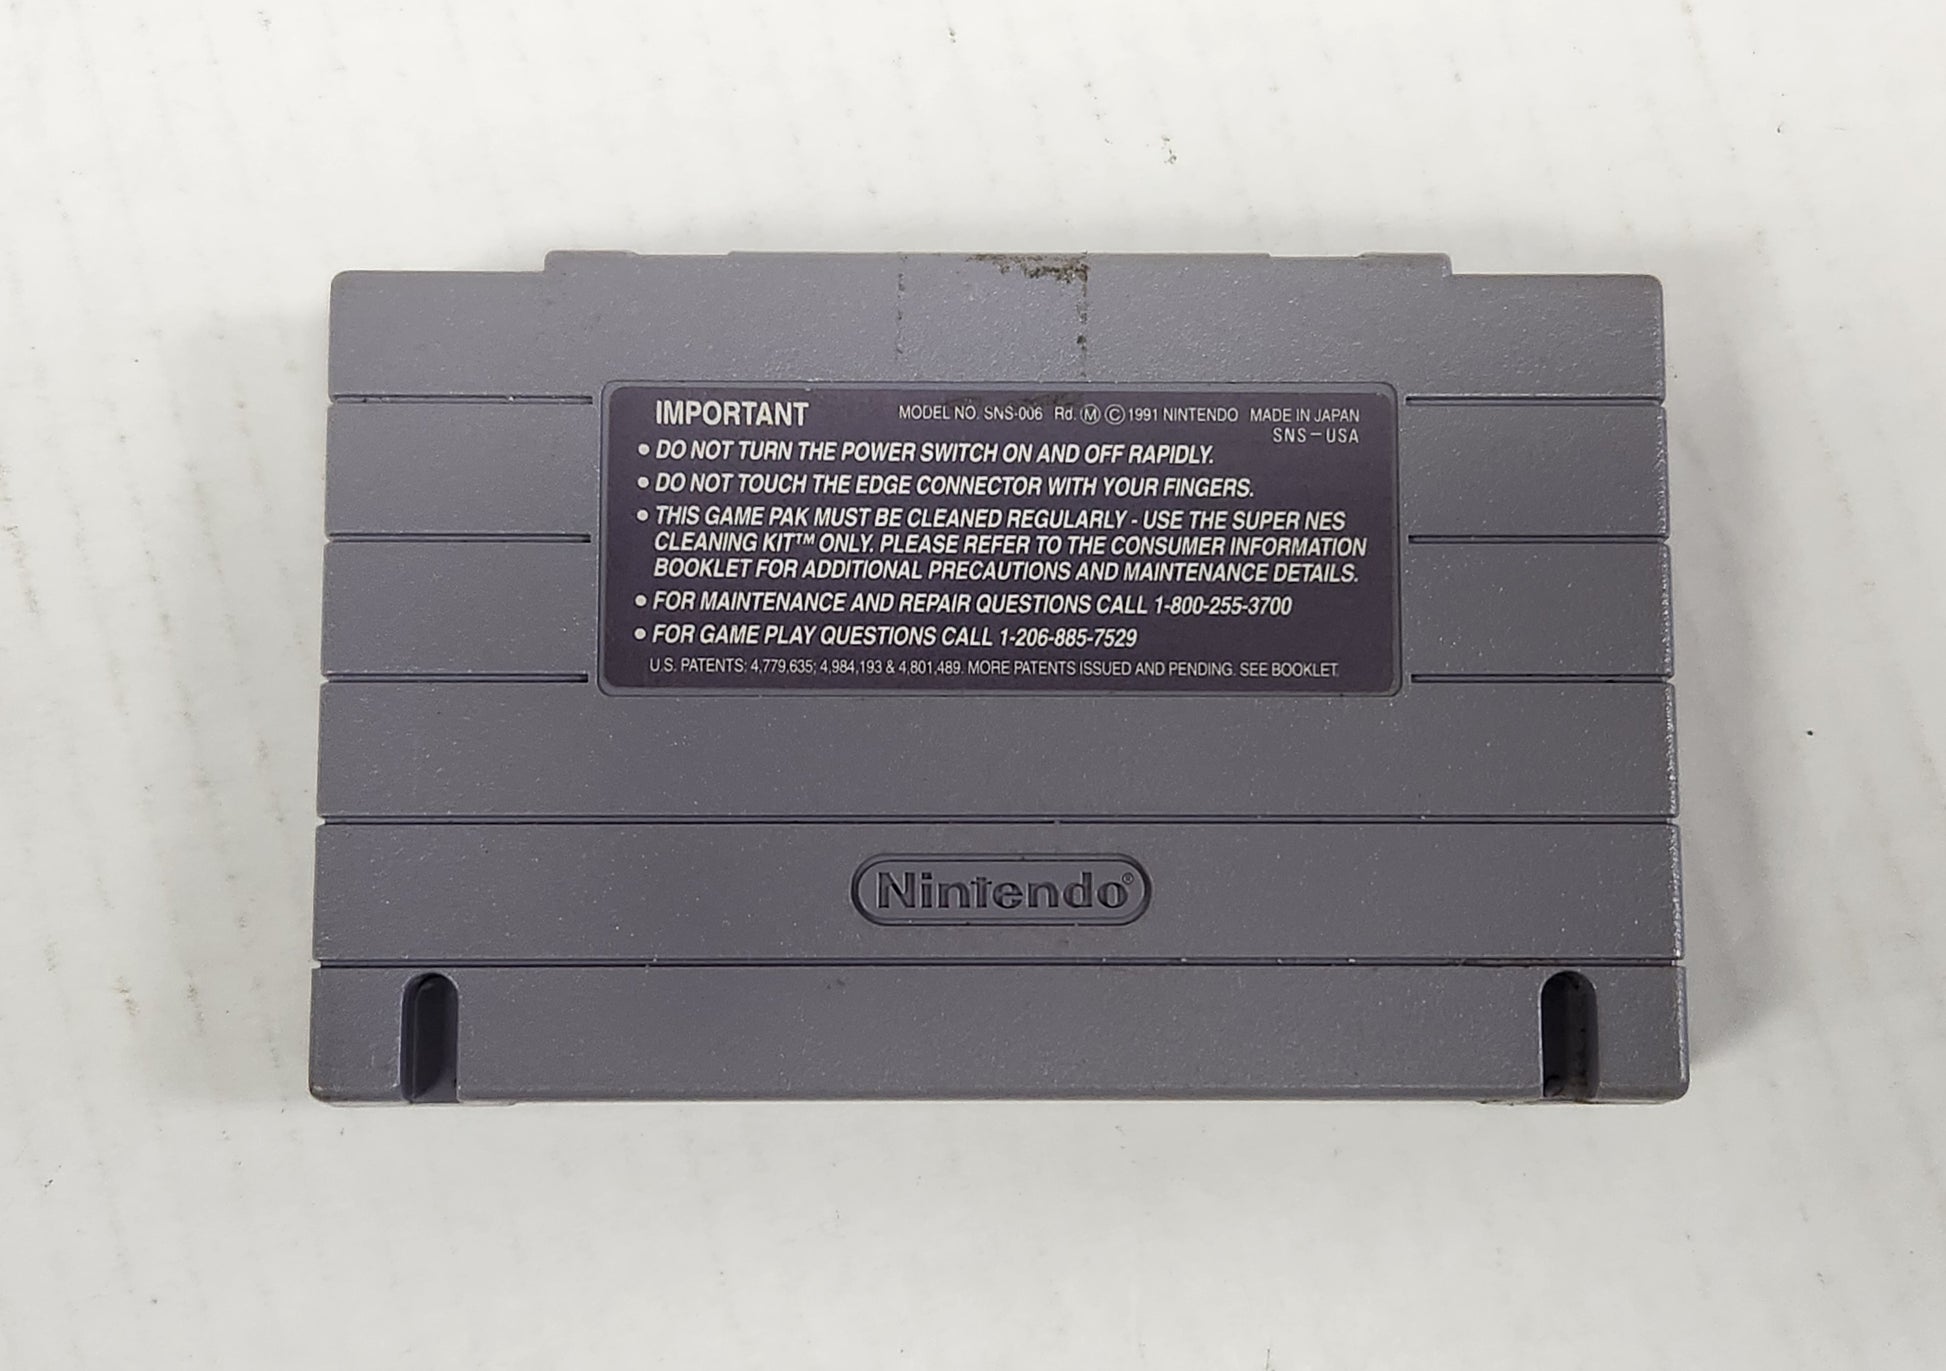 IMPORTANT MODEL NO. SNS-006 Rd. Ⓜ Ⓒ 1991 NINTENDO MADE IN JAPAN
SNS-USA
• DO NOT TURN THE POWER SWITCH ON AND OFF RAPIDLY.
• DO NOT TOUCH THE EDGE CONNECTOR WITH YOUR FINGERS.
• THIS GAME PAK MUST BE CLEANED REGULARLY - USE THE SUPER NES
CLEANING KIT™ ONLY. PLEASE REFER TO THE CONSUMER INFORMATION
BOOKLET FOR ADDITIONAL PRECAUTIONS AND MAINTENANCE DETAILS.
• FOR MAINTENANCE AND REPAIR QUESTIONS CALL 1-800-255-3700
• FOR GAME PLAY QUESTIONS CALL 1-206-885-7529
U.S. PATENTS: 4,779,635; 4,984,193 & 4,801,489. MORE PATENTS ISSUED AND PENDING. SEE BOOKLET.
Nintendo®